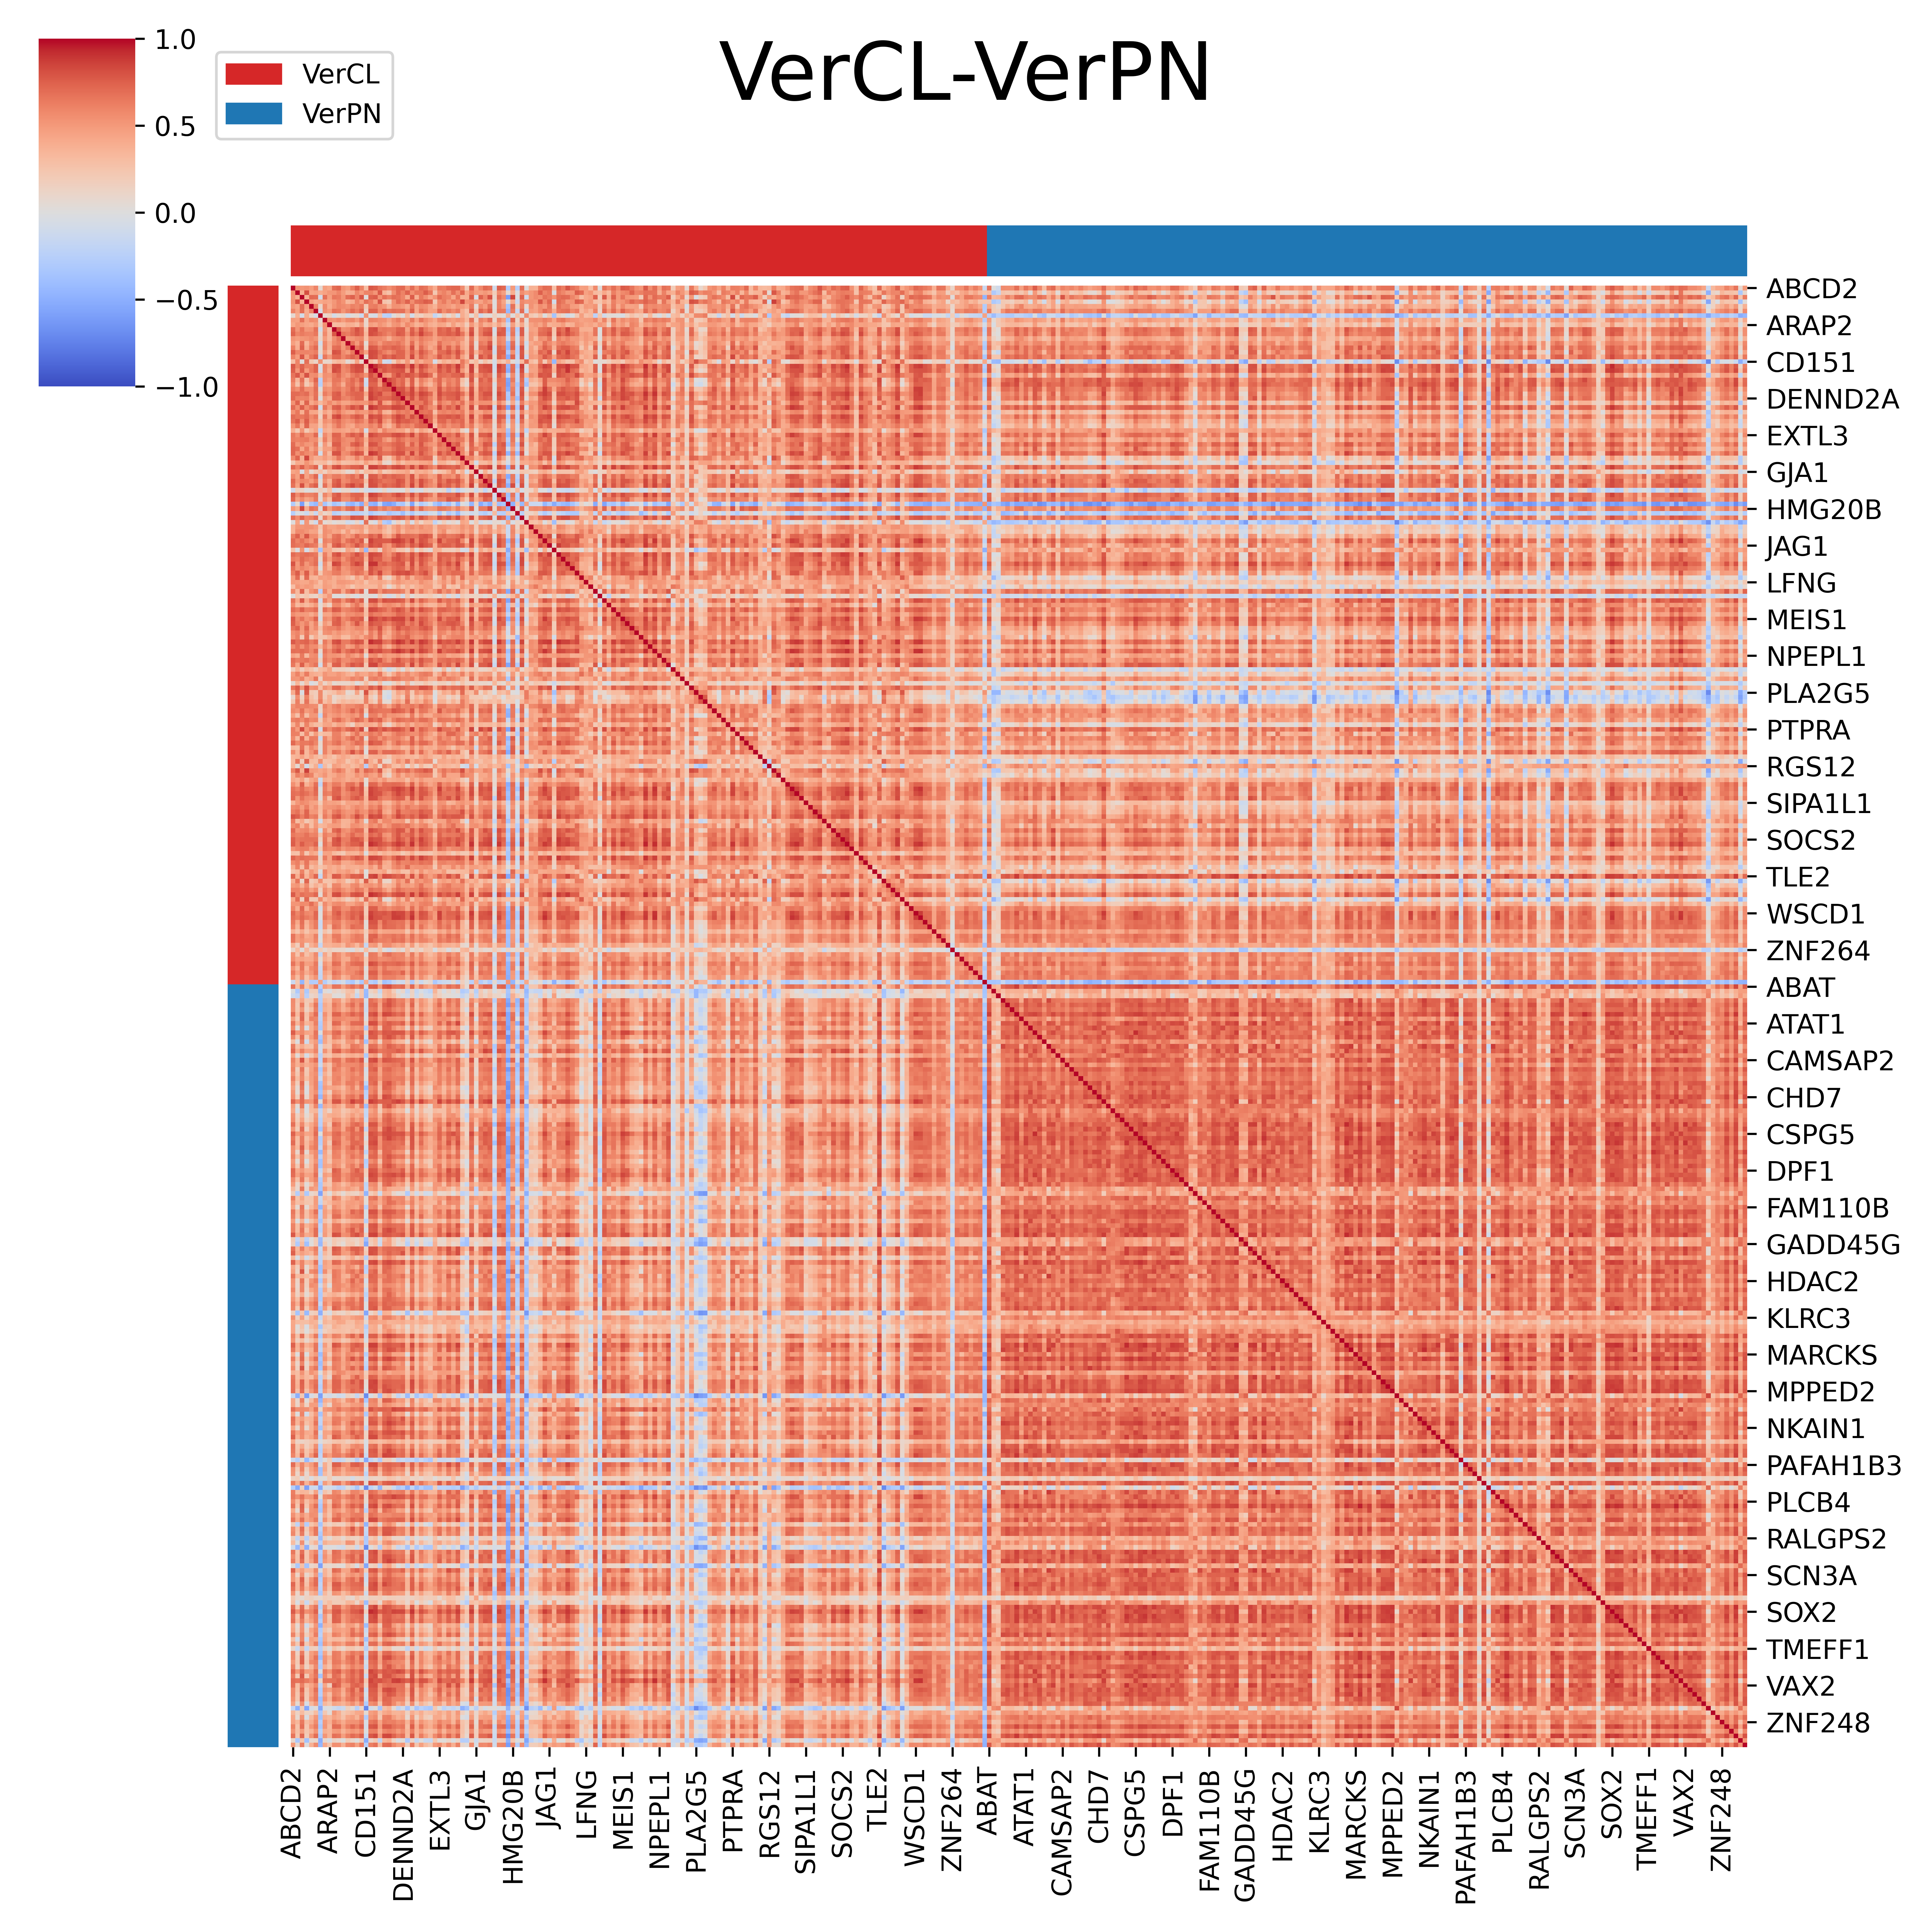 VerCL-VerPN
1.0
0.5
0.0
−0.5
−1.0
VerCL
VerPN
ABCD2
ARAP2
CD151
DENND2A
EXTL3
GJA1
HMG20B
JAG1
LFNG
MEIS1
NPEPL1
PLA2G5
PTPRA
RGS12
SIPA1L1
SOCS2
TLE2
WSCD1
ZNF264
ABAT
ATAT1
CAMSAP2
CHD7
CSPG5
DPF1
FAM110B
GADD45G
HDAC2
KLRC3
MARCKS
MPPED2
NKAIN1
PAFAH1B3
PLCB4
RALGPS2
SCN3A
SOX2
TMEFF1
VAX2
ZNF248
ABCD2
ARAP2
CD151
DENND2A
EXTL3
GJA1
HMG20B
JAG1
LFNG
MEIS1
NPEPL1
PLA2G5
PTPRA
RGS12
SIPA1L1
SOCS2
TLE2
WSCD1
ZNF264
ABAT
ATAT1
CAMSAP2
CHD7
CSPG5
DPF1
FAM110B
GADD45G
HDAC2
KLRC3
MARCKS
MPPED2
NKAIN1
PAFAH1B3
PLCB4
RALGPS2
SCN3A
SOX2
TMEFF1
VAX2
ZNF248